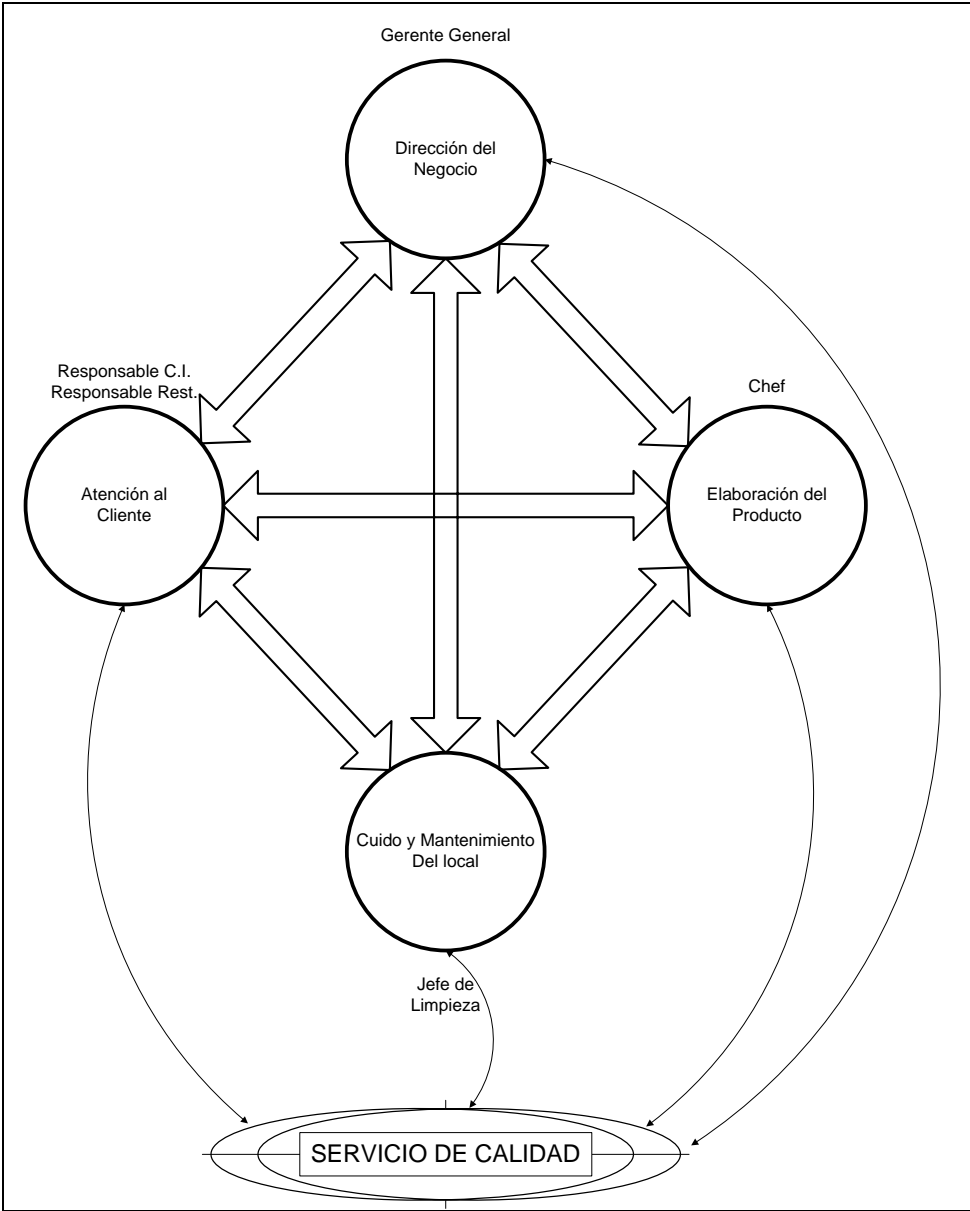 Gerente General
Dirección del
Negocio
Responsable C.I.
Responsable Rest.
Chef
Atención al
Cliente
Elaboración del
Producto
Cuido y Mantenimiento
Del local
Jefe de
Limpieza
SERVICIO DE CALIDAD